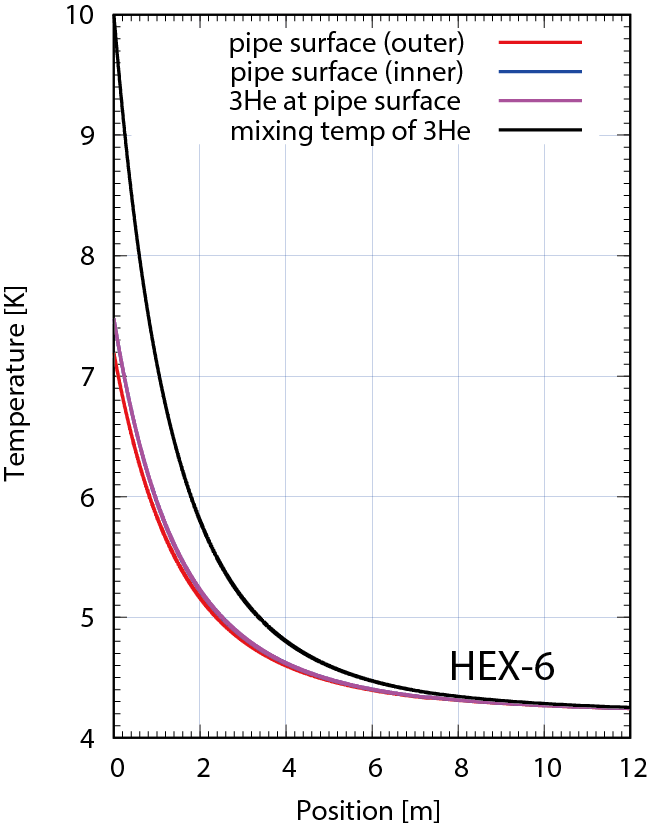 10
9
8
7
6
5
4
Temperature [K]
pipe surface (outer)
pipe surface (inner)
3He at pipe surface
mixing temp of 3He
HEX-6
0 2 4 6 8 10 12
Position [m]